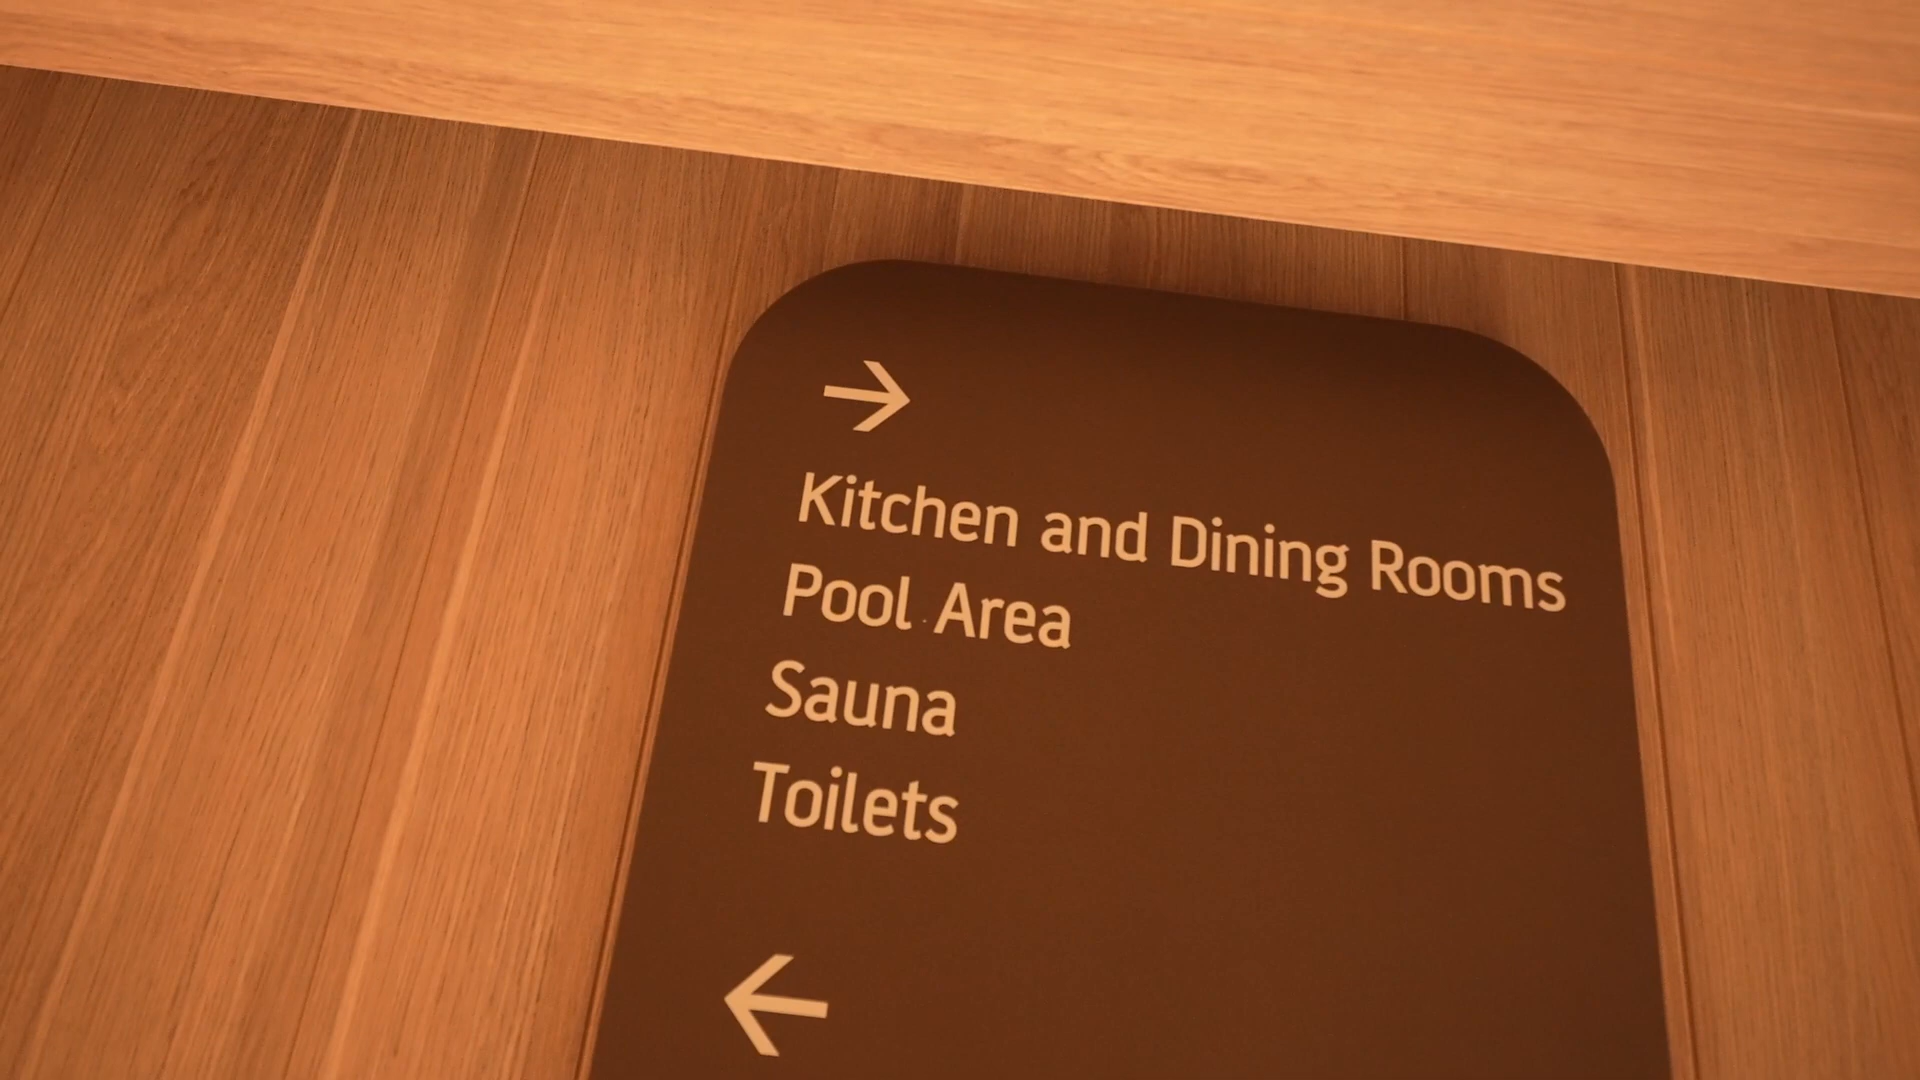 →
Kitchen and Dining Rooms
Pool Area
Sauna
Toilets
←